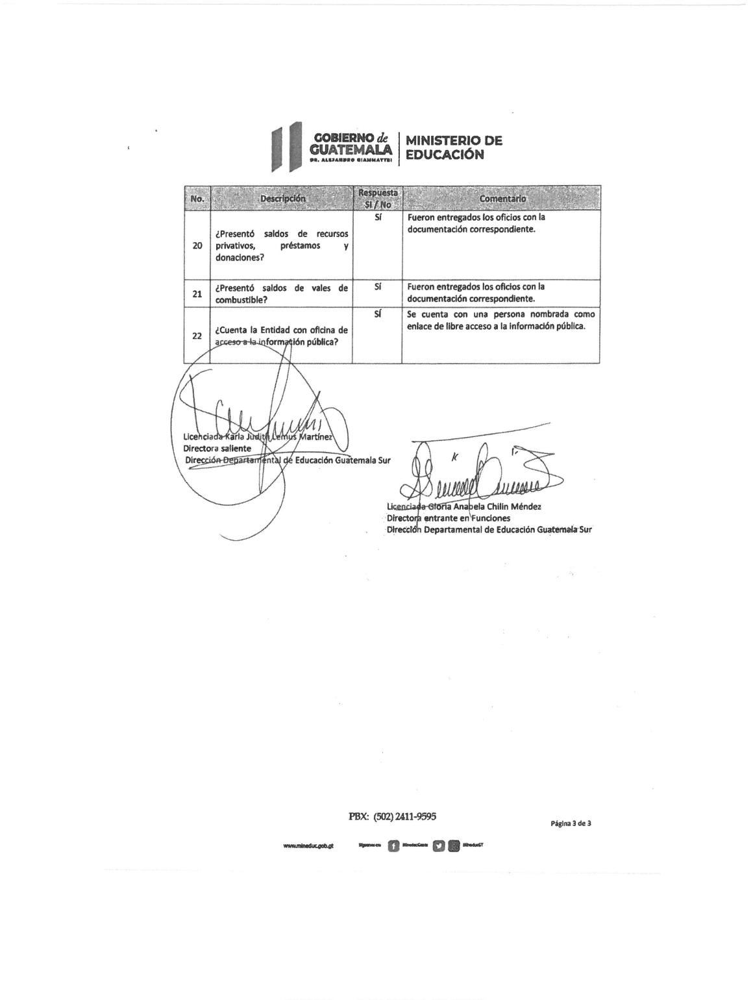 GOBIERNO de
GUATEMALA
DR. ALEJANDRO GIAMMATTEI
MINISTERIO DE
EDUCACIÓN
No. Descripción Respuesta Sí / No Comentario
20 ¿Presentó saldos de recursos
privativos, préstamos y
donaciones?
Sí
Fueron entregados los oficios con la
documentación correspondiente.
21 ¿Presentó saldos de vales de
combustible?
Sí
Fueron entregados los oficios con la
documentación correspondiente.
22 ¿Cuenta la Entidad con oficina de
acceso a la información pública?
Sí
Se cuenta con una persona nombrada como
enlace de libre acceso a la información pública.
Licenciada Karla Judith Lemus Martínez
Directora saliente
Dirección Departamental de Educación Guatemala Sur
Licenciada Gloria Anabela Chilin Méndez
Directora entrante en Funciones
Dirección Departamental de Educación Guatemala Sur
PBX: (502) 2411-9595
Página 3 de 3
www.mineduc.gob.gt Síguenos en: MineducGuate MineducGT